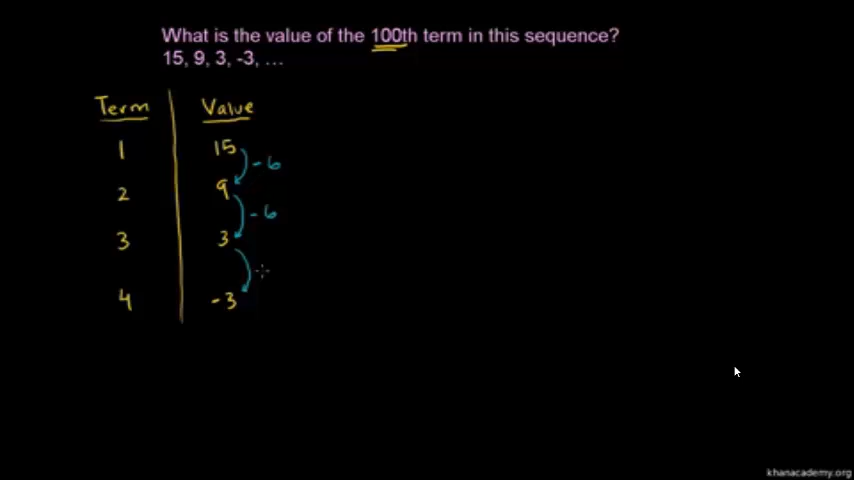 What is the value of the 100th term in this sequence?
15, 9, 3, -3, ...
Term Value
1 15
-6
2 9
-6
3 3
4 -3
khanacademy.org